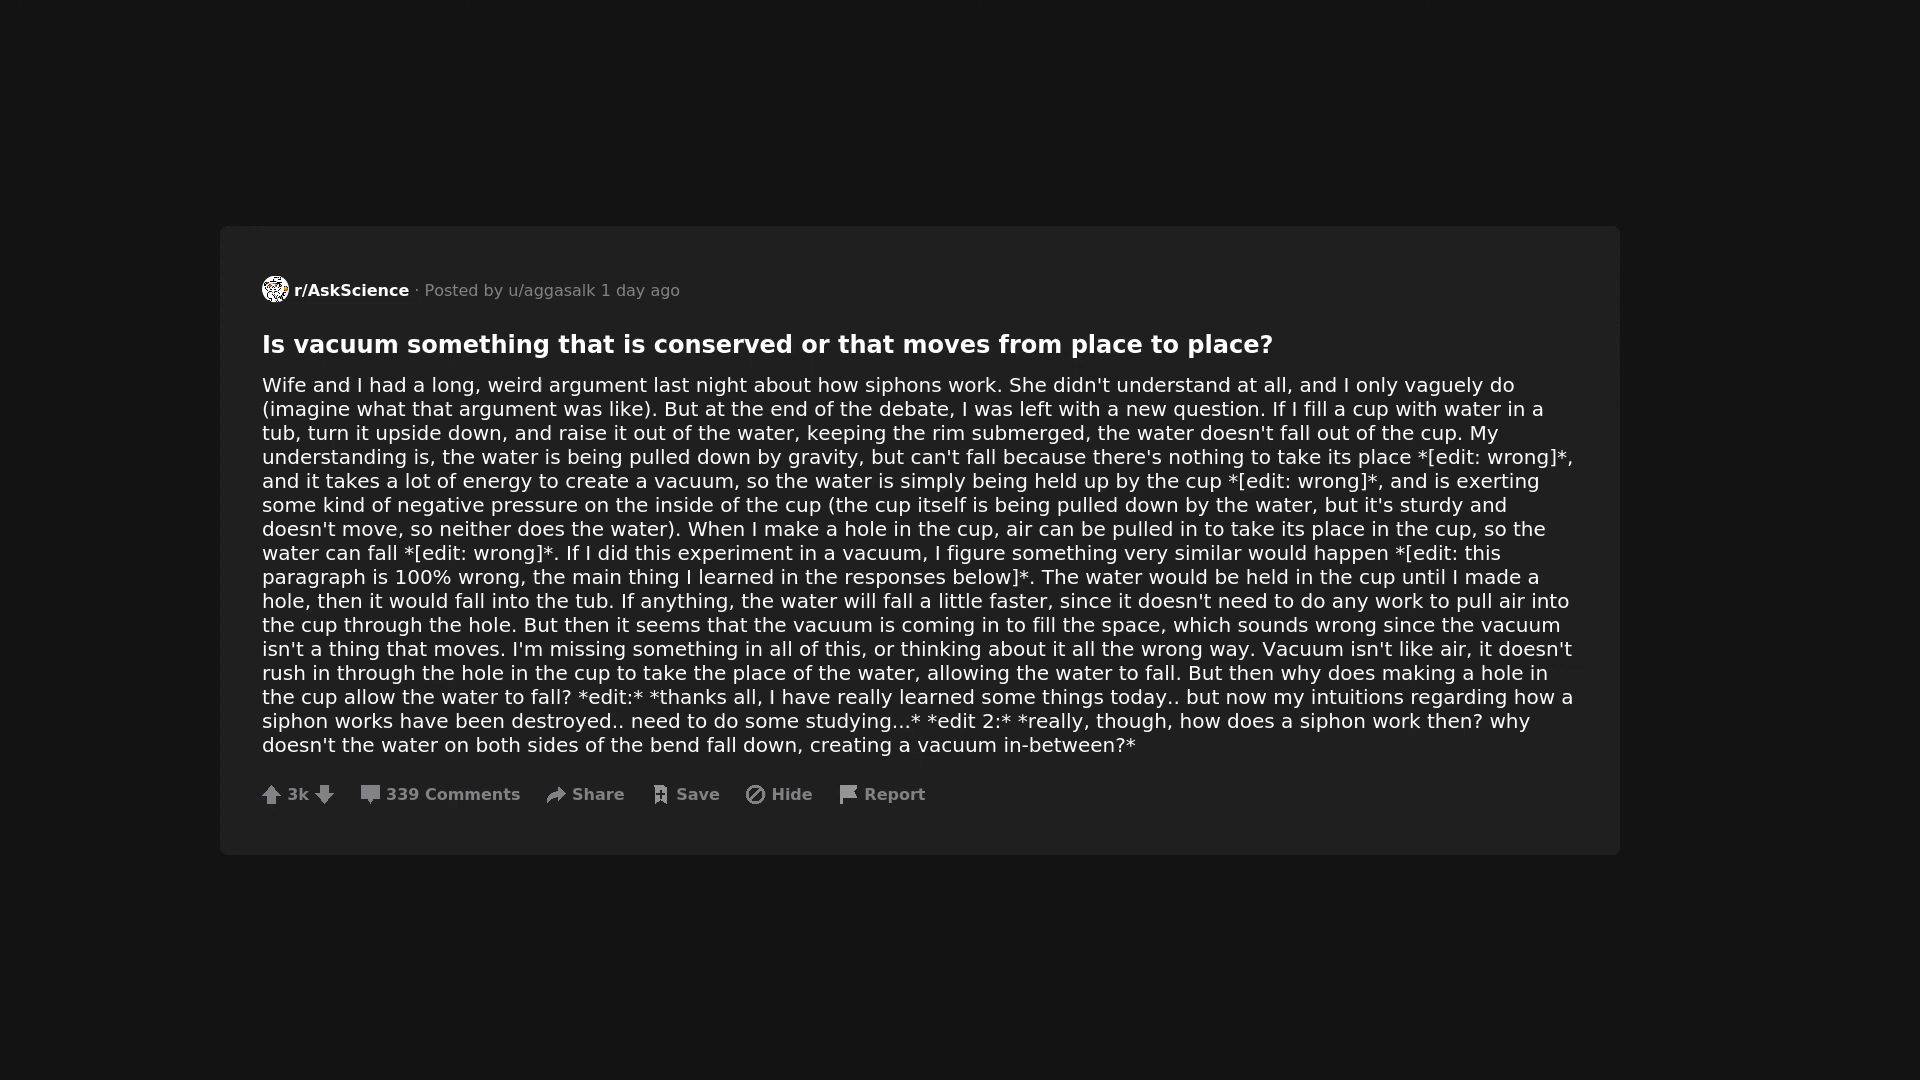 r/AskScience · Posted by u/aggasalk 1 day ago
Is vacuum something that is conserved or that moves from place to place?
Wife and I had a long, weird argument last night about how siphons work. She didn't understand at all, and I only vaguely do
(imagine what that argument was like). But at the end of the debate, I was left with a new question. If I fill a cup with water in a
tub, turn it upside down, and raise it out of the water, keeping the rim submerged, the water doesn't fall out of the cup. My
understanding is, the water is being pulled down by gravity, but can't fall because there's nothing to take its place *[edit: wrong]*,
and it takes a lot of energy to create a vacuum, so the water is simply being held up by the cup *[edit: wrong]*, and is exerting
some kind of negative pressure on the inside of the cup (the cup itself is being pulled down by the water, but it's sturdy and
doesn't move, so neither does the water). When I make a hole in the cup, air can be pulled in to take its place in the cup, so the
water can fall *[edit: wrong]*. If I did this experiment in a vacuum, I figure something very similar would happen *[edit: this
paragraph is 100% wrong, the main thing I learned in the responses below]*. The water would be held in the cup until I made a
hole, then it would fall into the tub. If anything, the water will fall a little faster, since it doesn't need to do any work to pull air into
the cup through the hole. But then it seems that the vacuum is coming in to fill the space, which sounds wrong since the vacuum
isn't a thing that moves. I'm missing something in all of this, or thinking about it all the wrong way. Vacuum isn't like air, it doesn't
rush in through the hole in the cup to take the place of the water, allowing the water to fall. But then why does making a hole in
the cup allow the water to fall? *edit:* *thanks all, I have really learned some things today.. but now my intuitions regarding how a
siphon works have been destroyed.. need to do some studying...* *edit 2:* *really, though, how does a siphon work then? why
doesn't the water on both sides of the bend fall down, creating a vacuum in-between?*
3k 339 Comments Share Save Hide Report